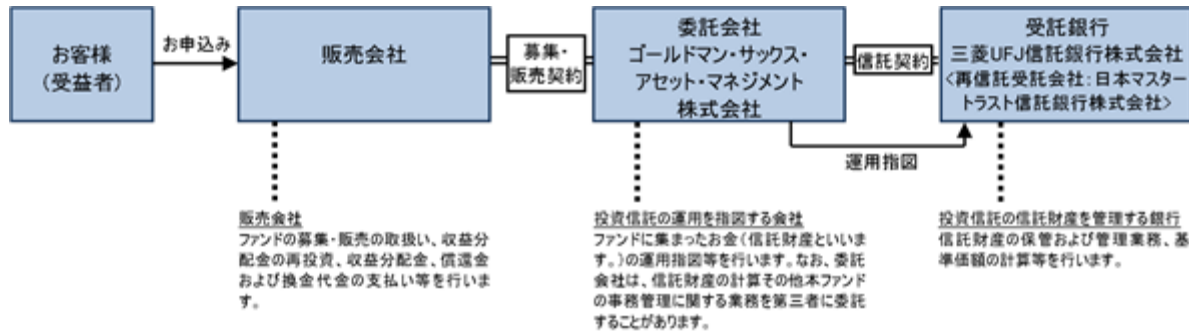 お客様
(受益者)
お申込み
販売会社
募集・
販売契約
委託会社
ゴールドマン・サックス・
アセット・マネジメント
株式会社
信託契約
受託銀行
三菱UFJ信託銀行株式会社
<再信託受託会社:日本マスター
トラスト信託銀行株式会社>
運用指図
販売会社
ファンドの募集・販売の取扱い、収益分
配金の再投資、収益分配金、償還金
および換金代金の支払い等を行いま
す。
投資信託の運用を指図する会社
ファンドに集まったお金(信託財産といいま
す。)の運用指図等を行います。なお、委託
会社は、信託財産の計算その他本ファンド
の事務管理に関する業務を第三者に委託
することがあります。
投資信託の信託財産を管理する銀行
信託財産の保管および管理業務、基
準価額の計算等を行います。